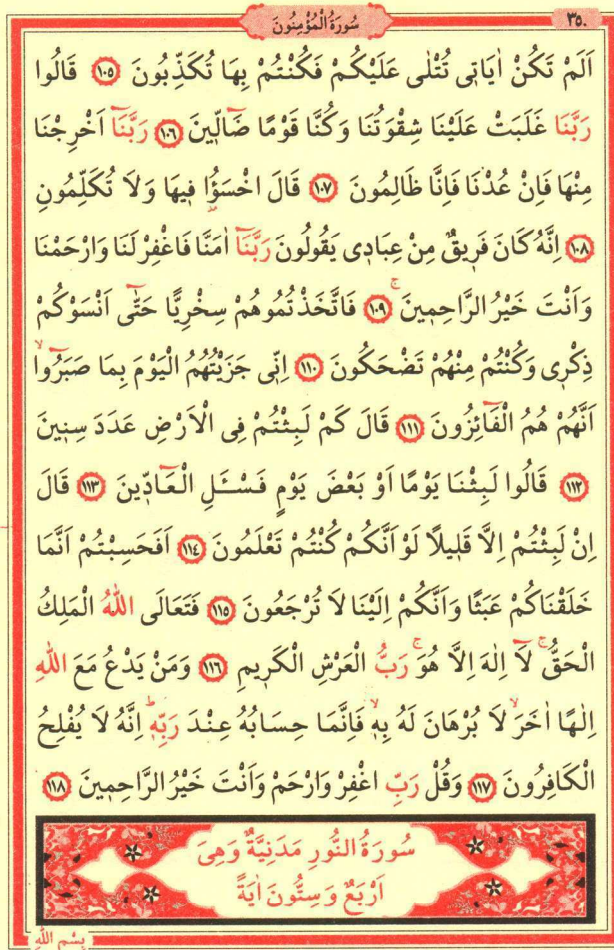 ٣٥٠
سُورَةُ الْمُؤْمِنُونَ
اَلَمْ تَكُنْ اٰيَاتٖى تُتْلٰى عَلَيْكُمْ فَكُنْتُمْ بِهَا تُكَذِّبُونَ ١٠٥ قَالُوا
رَبَّنَا غَلَبَتْ عَلَيْنَا شِقْوَتُنَا وَكُنَّا قَوْمًا ضَٓالّٖينَ ١٠٦ رَبَّنَٓا اَخْرِجْنَا
مِنْهَا فَاِنْ عُدْنَا فَاِنَّا ظَالِمُونَ ١٠٧ قَالَ اخْسَؤُ۫ا فٖيهَا وَلَا تُكَلِّمُونِ
١٠٨ اِنَّهُ كَانَ فَرٖيقٌ مِنْ عِبَادٖى يَقُولُونَ رَبَّنَٓا اٰمَنَّا فَاغْفِرْ لَنَا وَارْحَمْنَا
وَاَنْتَ خَيْرُ الرَّاحِمٖينَۚ ١٠٩ فَاتَّخَذْتُمُوهُمْ سِخْرِيًّا حَتّٰٓى اَنْسَوْكُمْ
ذِكْرٖى وَكُنْتُمْ مِنْهُمْ تَضْحَكُونَ ١١٠ اِنّٖى جَزَيْتُهُمُ الْيَوْمَ بِمَا صَبَرُٓواۙ
اَنَّهُمْ هُمُ الْفَٓائِزُونَ ١١١ قَالَ كَمْ لَبِثْتُمْ فِى الْاَرْضِ عَدَدَ سِنٖينَ
١١٢ قَالُوا لَبِثْنَا يَوْمًا اَوْ بَعْضَ يَوْمٍ فَسْـَٔلِ الْعَٓادّٖينَ ١١٣ قَالَ
اِنْ لَبِثْتُمْ اِلَّا قَلٖيلًا لَوْ اَنَّكُمْ كُنْتُمْ تَعْلَمُونَ ١١٤ اَفَحَسِبْتُمْ اَنَّمَا
خَلَقْنَاكُمْ عَبَثًا وَاَنَّكُمْ اِلَيْنَا لَا تُرْجَعُونَ ١١٥ فَتَعَالَى اللّٰهُ الْمَلِكُ
الْحَقُّۚ لَٓا اِلٰهَ اِلَّا هُوَۚ رَبُّ الْعَرْشِ الْكَرٖيمِ ١١٦ وَمَنْ يَدْعُ مَعَ اللّٰهِ
اِلٰهًا اٰخَرَۙ لَا بُرْهَانَ لَهُ بِهٖۙ فَاِنَّمَا حِسَابُهُ عِنْدَ رَبِّهٖؕ اِنَّهُ لَا يُفْلِحُ
الْكَافِرُونَ ١١٧ وَقُلْ رَبِّ اغْفِرْ وَارْحَمْ وَاَنْتَ خَيْرُ الرَّاحِمٖينَ ١١٨
سُورَةُ النُّورِ مَدَنِيَّةٌ وَهِىَ
اَرْبَعٌ وَسِتُّونَ اٰيَةً
بِسْمِ اللّٰهِ